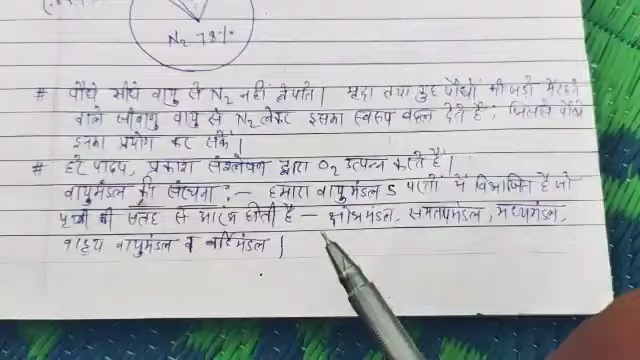 N₂ 78%
# पौधे सीधे वायु से N₂ नहीं ले पाते। मृदा तथा कुछ पौधों की जड़ों में रहने
वाले जीवाणु वायु से N₂ लेकर इसका स्वरूप बदल देते हैं, जिससे पौधे
इसका प्रयोग कर सकें।
# हरे पादप, प्रकाश संश्लेषण द्वारा O₂ उत्पन्न करते हैं।
वायुमंडल की संरचना :- हमारा वायुमंडल 5 परतों में विभाजित है जो
पृथ्वी की सतह से प्रारंभ होती है – क्षोभमंडल, समतापमंडल, मध्यमंडल,
बाह्य वायुमंडल व बहिर्मंडल।